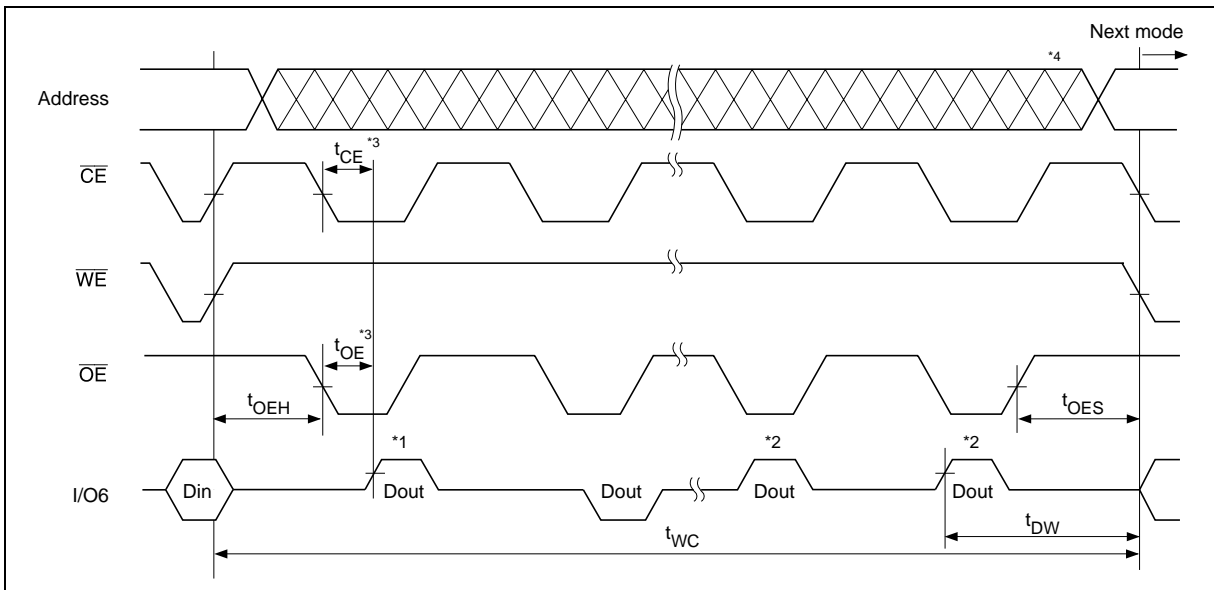 Next mode
*4
Address
tCE *3
CE
WE
tOE *3
OE
tOEH
tOES
*1
*2
*2
I/O6
Din
Dout
Dout
Dout
Dout
tDW
tWC